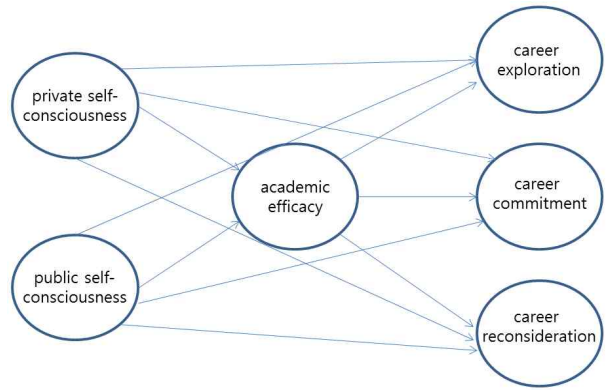 private self-
consciousness
public self-
consciousness
academic
efficacy
career
exploration
career
commitment
career
reconsideration